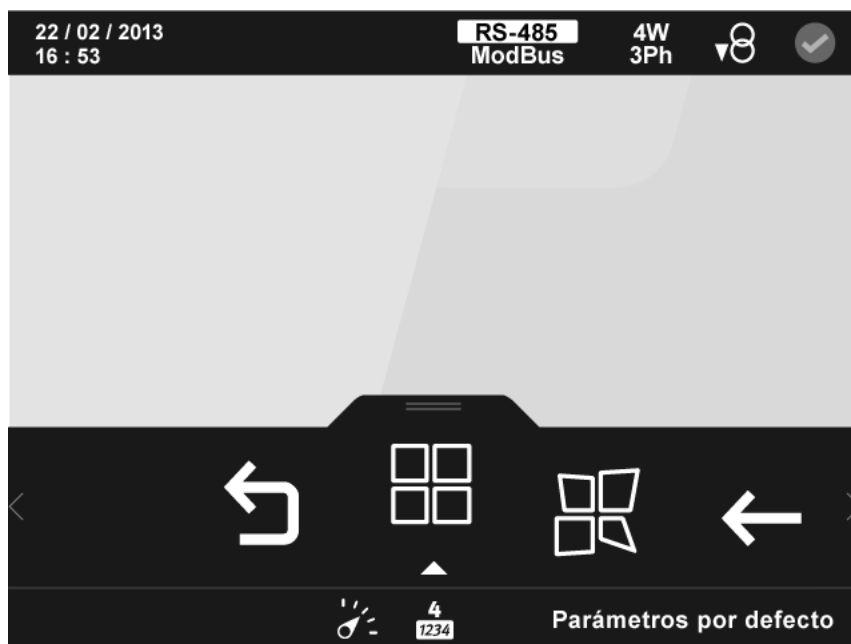 22 / 02 / 2013
16 : 53
RS-485
ModBus
4W
3Ph
4
1234
Parámetros por defecto